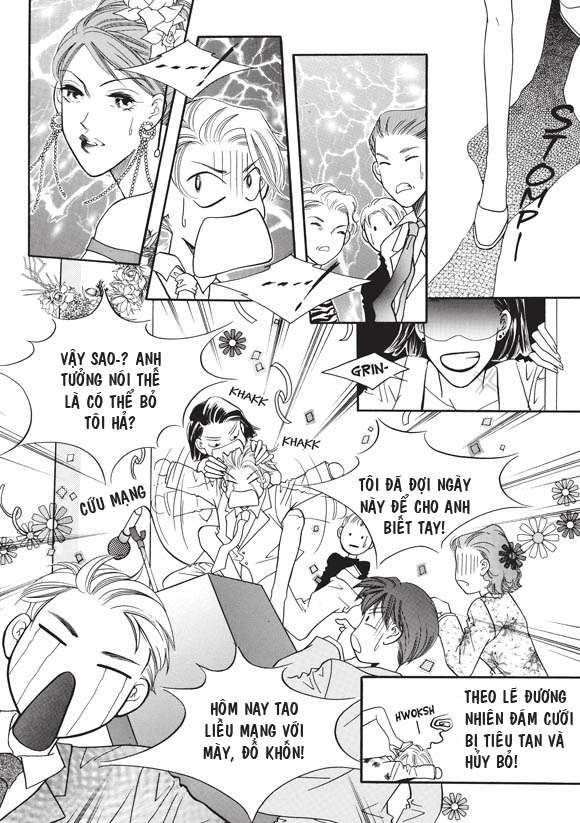 ----!
STOMP!
----!
GRIN-
VẬY SAO-? ANH
TƯỞNG NÓI THẾ
LÀ CÓ THỂ BỎ
TÔI HẢ?
KHAKK
KHAKK
CỨU MẠNG
TÔI ĐÃ ĐỢI NGÀY
NÀY ĐỂ CHO ANH
BIẾT TAY!
HÔM NAY TAO
LIỀU MẠNG VỚI
MÀY, ĐỒ KHỐN!
HWOKSH
!
THEO LẼ ĐƯƠNG
NHIÊN ĐÁM CƯỚI
BỊ TIÊU TAN VÀ
HỦY BỎ!